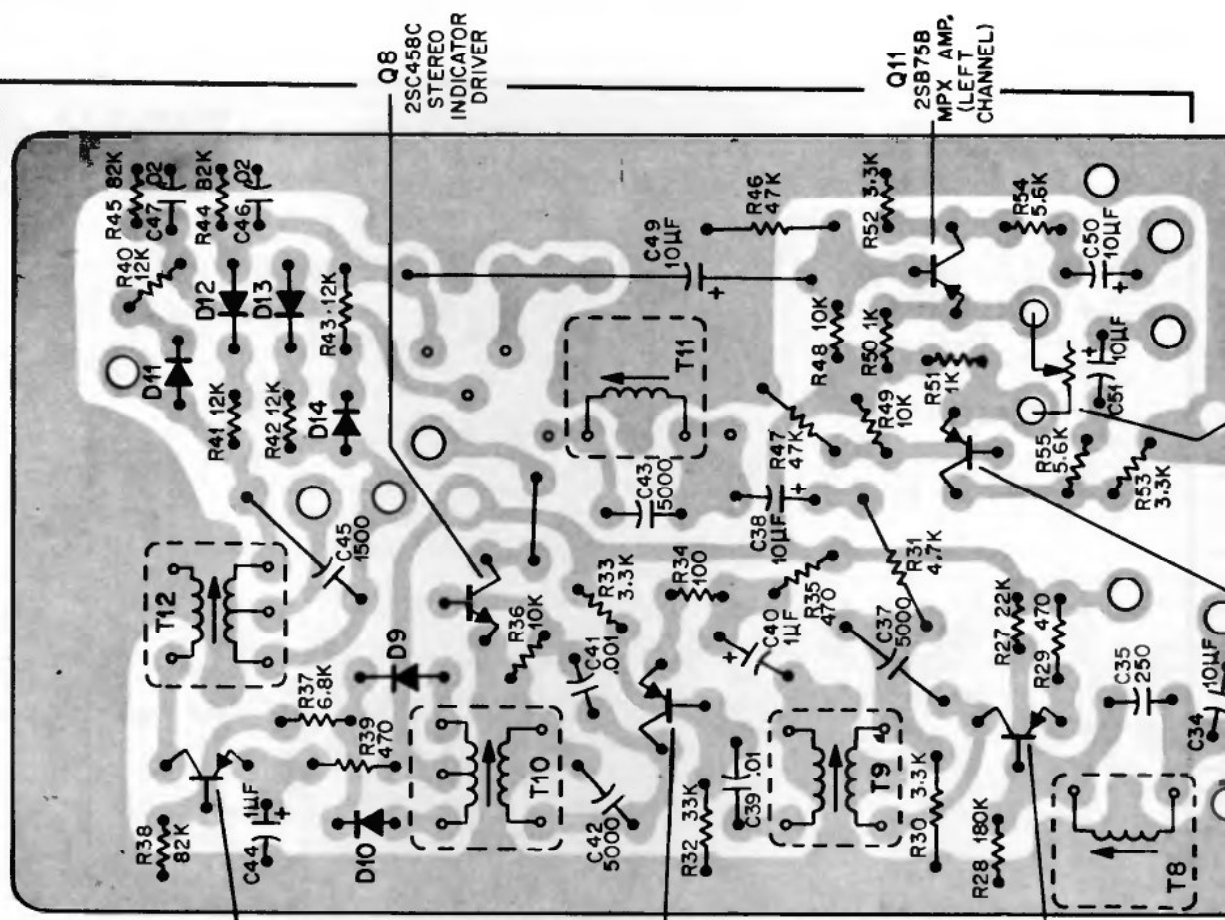 Q8
2SC458C
STEREO
INDICATOR
DRIVER
Q11
2SB75B
MPX AMP.
(LEFT
CHANNEL)
R45 82K
C47 .02
R44 82K
C46 .02
R40
12K
D12
D13
R43 12K
D11
R41 12K
R42 12K
D14
C49
10µF
R46
47K
R52 3.3K
R54
5.6K
C50
10µF
+
+
T11
R48 10K
R50 1K
R51
1K
C51
10µF
+
R49
10K
R47
47K
C43
5000
C38
10µF
+
R55
5.6K
R53
3.3K
C45
1500
T12
R31
4.7K
R34
100
R33
3.3K
R35
470
R36
10K
C40
1µF
+
C37
5000
R27 22K
R29 470
C41
.001
D9
R37
6.8K
R39
470
C35
250
10µF
C34
T10
T9
C39 .01
R38
82K
C44 1µF
+
D10
C42
5000
R32 33K
R30 3.3K
R28 180K
T8